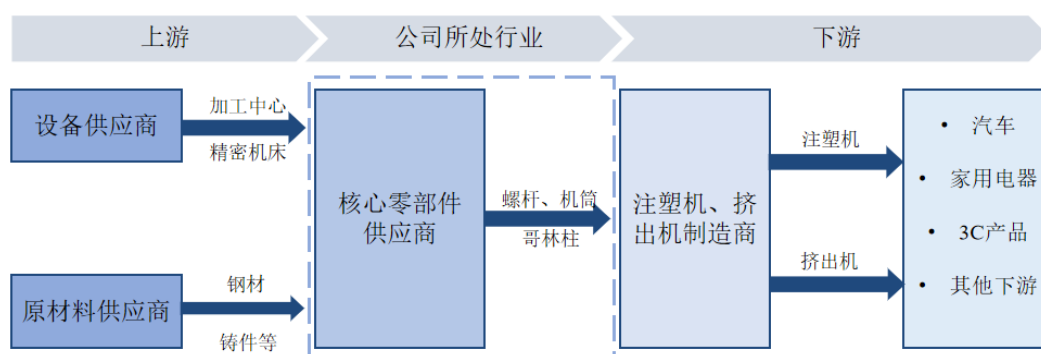 上游
公司所处行业
下游
设备供应商
加工中心
精密机床
原材料供应商
钢材
铸件等
核心零部件
供应商
螺杆、机筒
哥林柱
注塑机、挤
出机制造商
注塑机
挤出机
• 汽车
• 家用电器
• 3C产品
• 其他下游